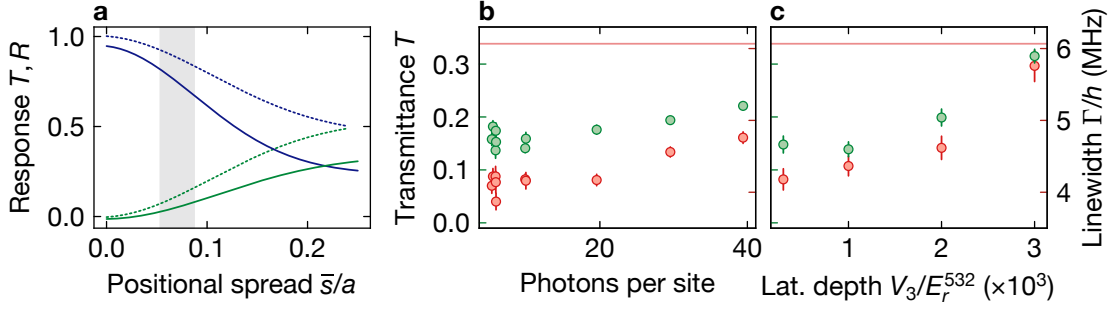 a
b
c
1.0
0.5
0.0
Response T, R
0.0
0.1
0.2
Positional spread s̅/a
0.3
0.2
0.1
0.0
Transmittance T
20
40
Photons per site
1
2
3
Lat. depth V₃/Eᵣ⁵³² (×10³)
6
5
4
Linewidth Γ/h (MHz)